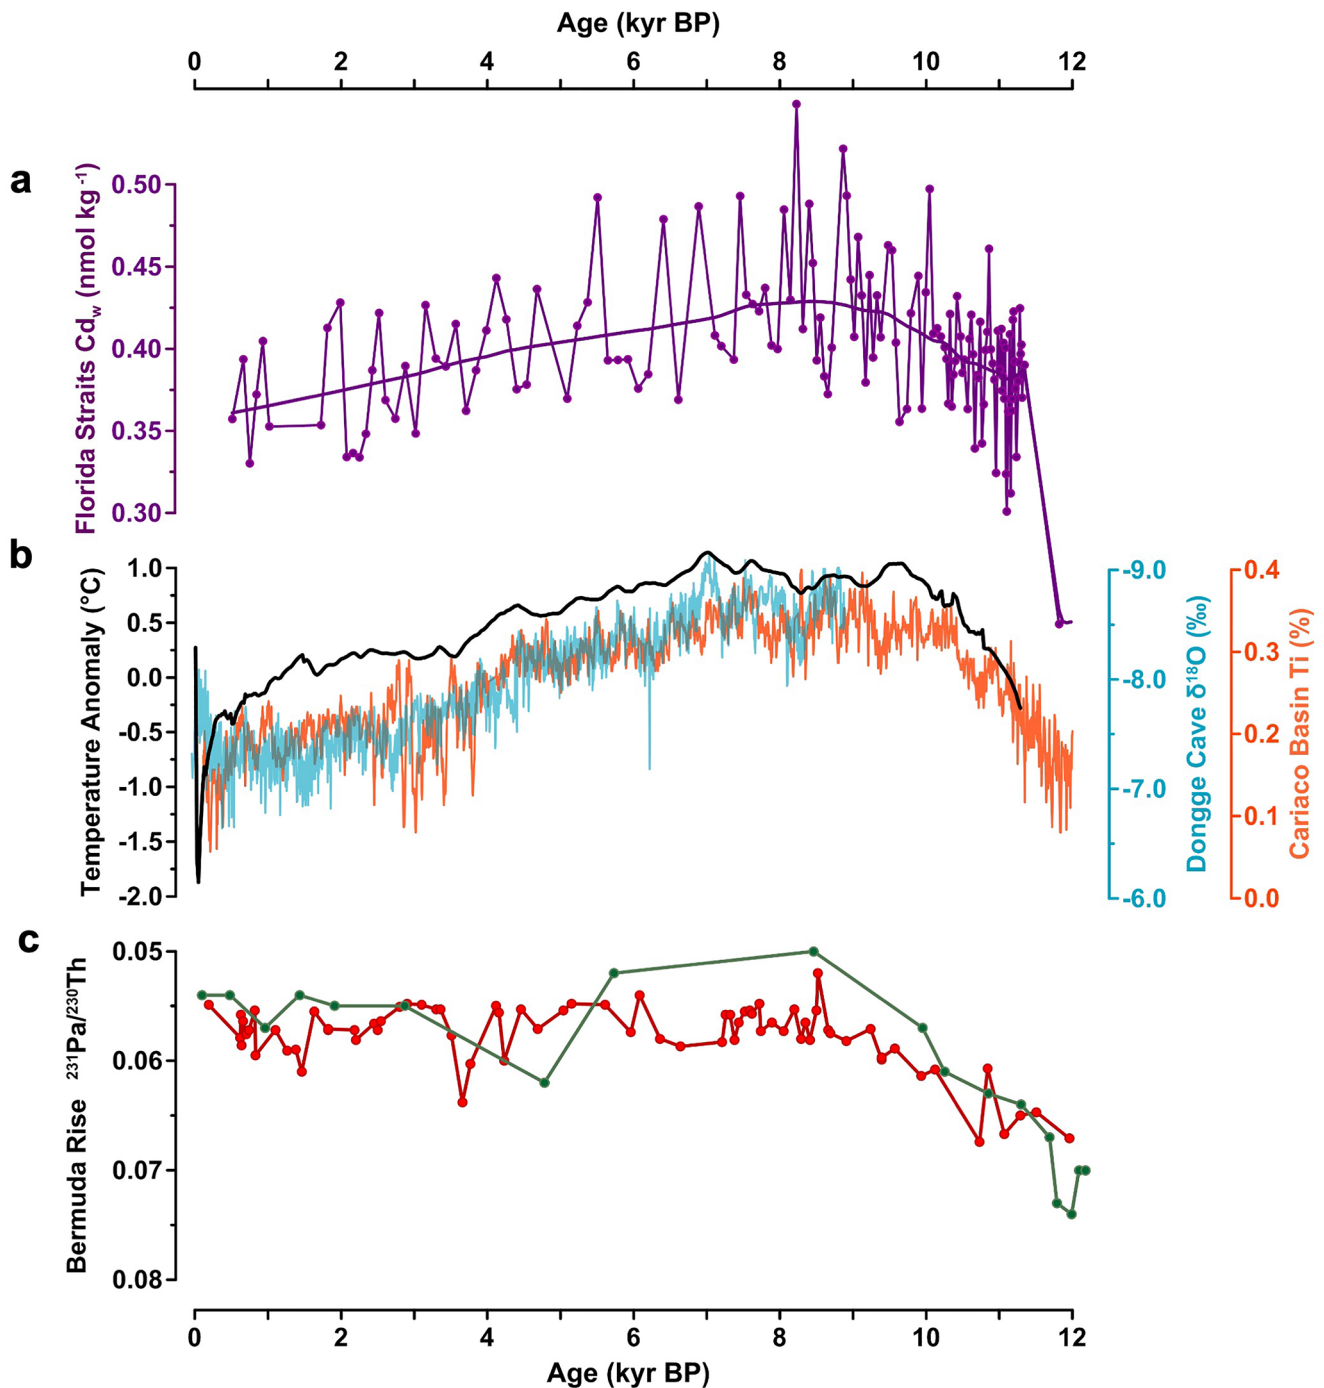 Age (kyr BP)
0 2 4 6 8 10 12
a
Florida Straits Cd_w (nmol kg⁻¹)
0.50
0.45
0.40
0.35
0.30
b
Temperature Anomaly (°C)
1.0
0.5
0.0
-0.5
-1.0
-1.5
-2.0
-9.0
-8.0
-7.0
-6.0
Dongge Cave δ¹⁸O (‰)
0.4
0.3
0.2
0.1
0.0
Cariaco Basin Ti (%)
c
Bermuda Rise ²³¹Pa/²³⁰Th
0.05
0.06
0.07
0.08
0 2 4 6 8 10 12
Age (kyr BP)